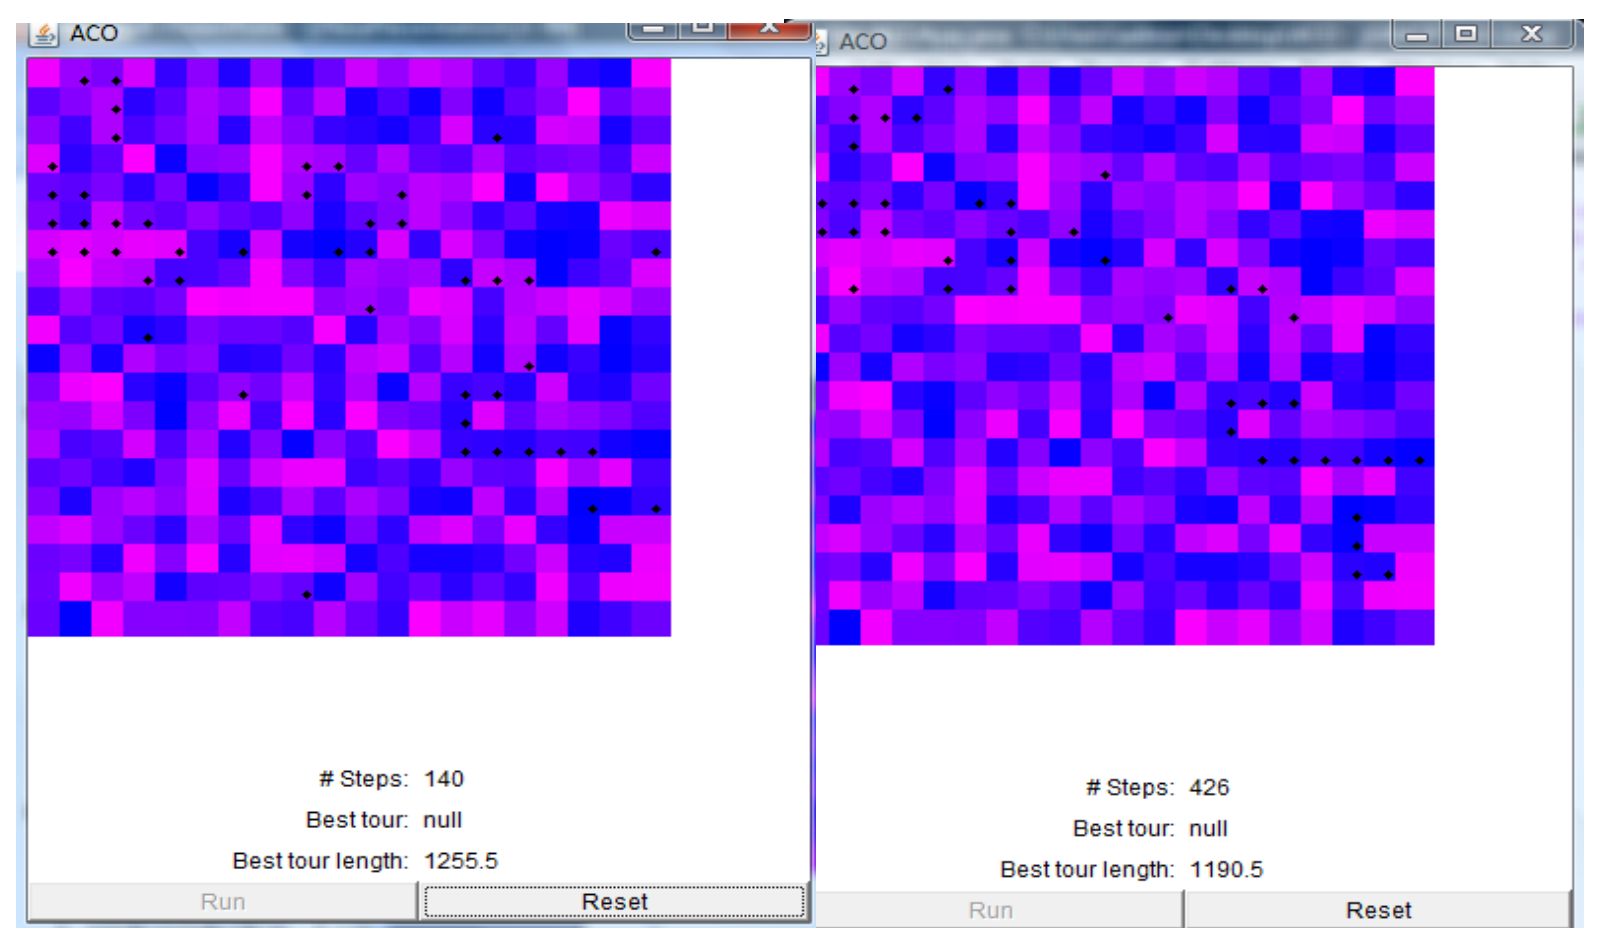 ACO
# Steps: 140
Best tour: null
Best tour length: 1255.5
Run Reset
ACO
# Steps: 426
Best tour: null
Best tour length: 1190.5
Run Reset